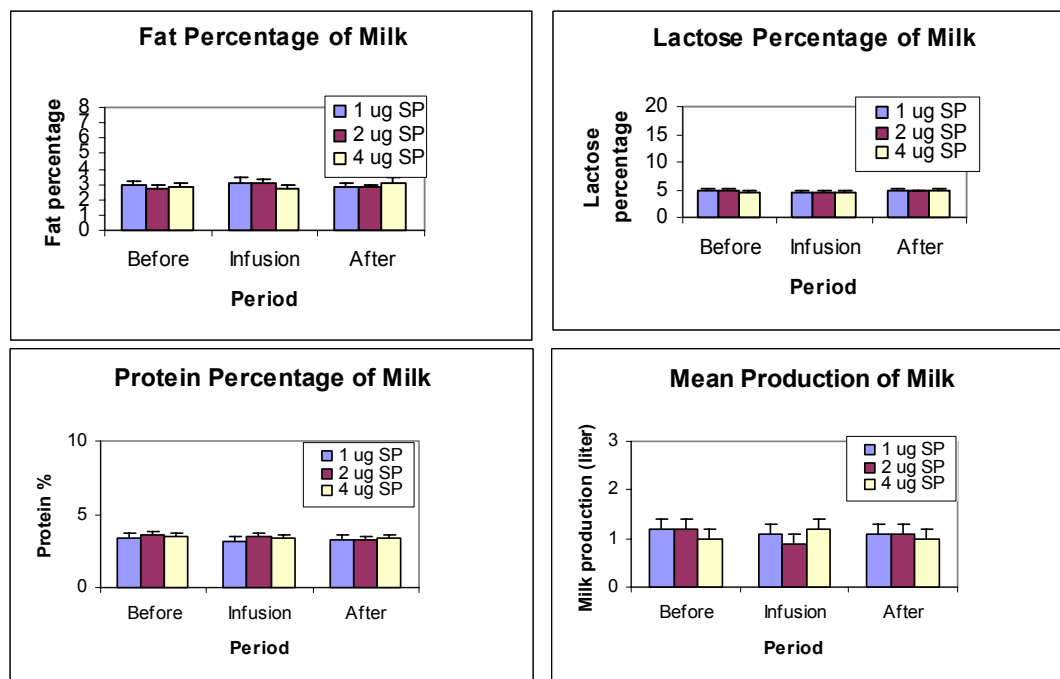 Fat Percentage of Milk
Fat percentage
8
7
6
5
4
3
2
1
0
1 ug SP
2 ug SP
4 ug SP
Before Infusion After
Period
Lactose Percentage of Milk
Lactose
percentage
20
15
10
5
0
1 ug SP
2 ug SP
4 ug SP
Before Infusion After
Period
Protein Percentage of Milk
Protein %
10
5
0
1 ug SP
2 ug SP
4 ug SP
Before Infusion After
Period
Mean Production of Milk
Milk production (liter)
3
2
1
0
1 ug SP
2 ug SP
4 ug SP
Before Infusion After
Period